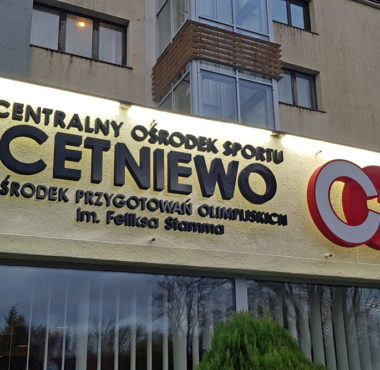 CENTRALNY OŚRODEK SPORTU
CETNIEWO
OŚRODEK PRZYGOTOWAŃ OLIMPIJSKICH
im. Feliksa Stamma